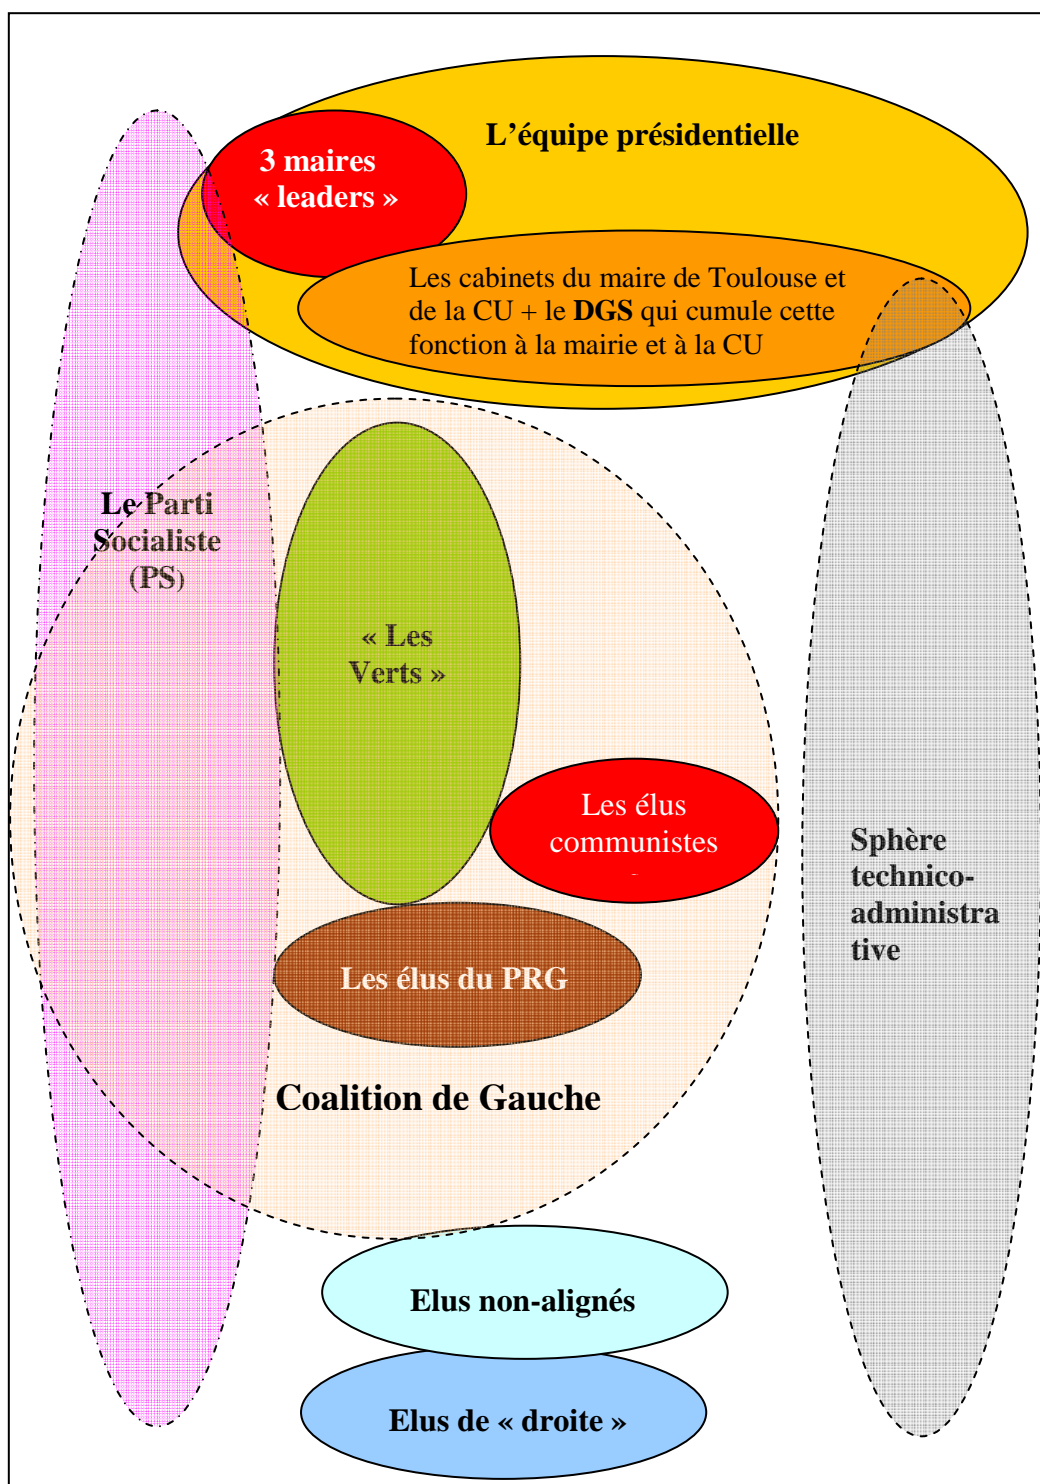 L'équipe présidentielle
3 maires
« leaders »
Les cabinets du maire de Toulouse et
de la CU + le DGS qui cumule cette
fonction à la mairie et à la CU
Le Parti
Socialiste
(PS)
« Les
Verts »
Les élus
communistes
-
Sphère
technico-
administra
tive
Les élus du PRG
Coalition de Gauche
Elus non-alignés
Elus de « droite »